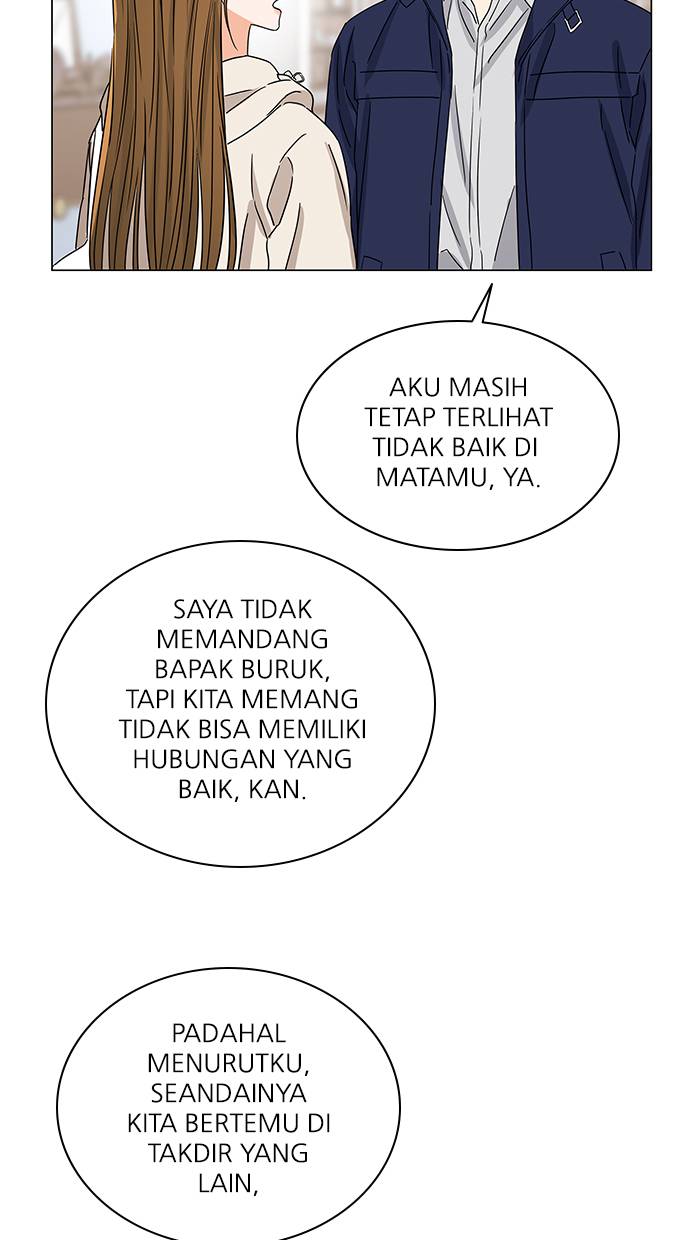 AKU MASIH
TETAP TERLIHAT
TIDAK BAIK DI
MATAMU, YA.
SAYA TIDAK
MEMANDANG
BAPAK BURUK,
TAPI KITA MEMANG
TIDAK BISA MEMILIKI
HUBUNGAN YANG
BAIK, KAN.
PADAHAL
MENURUTKU,
SEANDAINYA
KITA BERTEMU DI
TAKDIR YANG
LAIN,